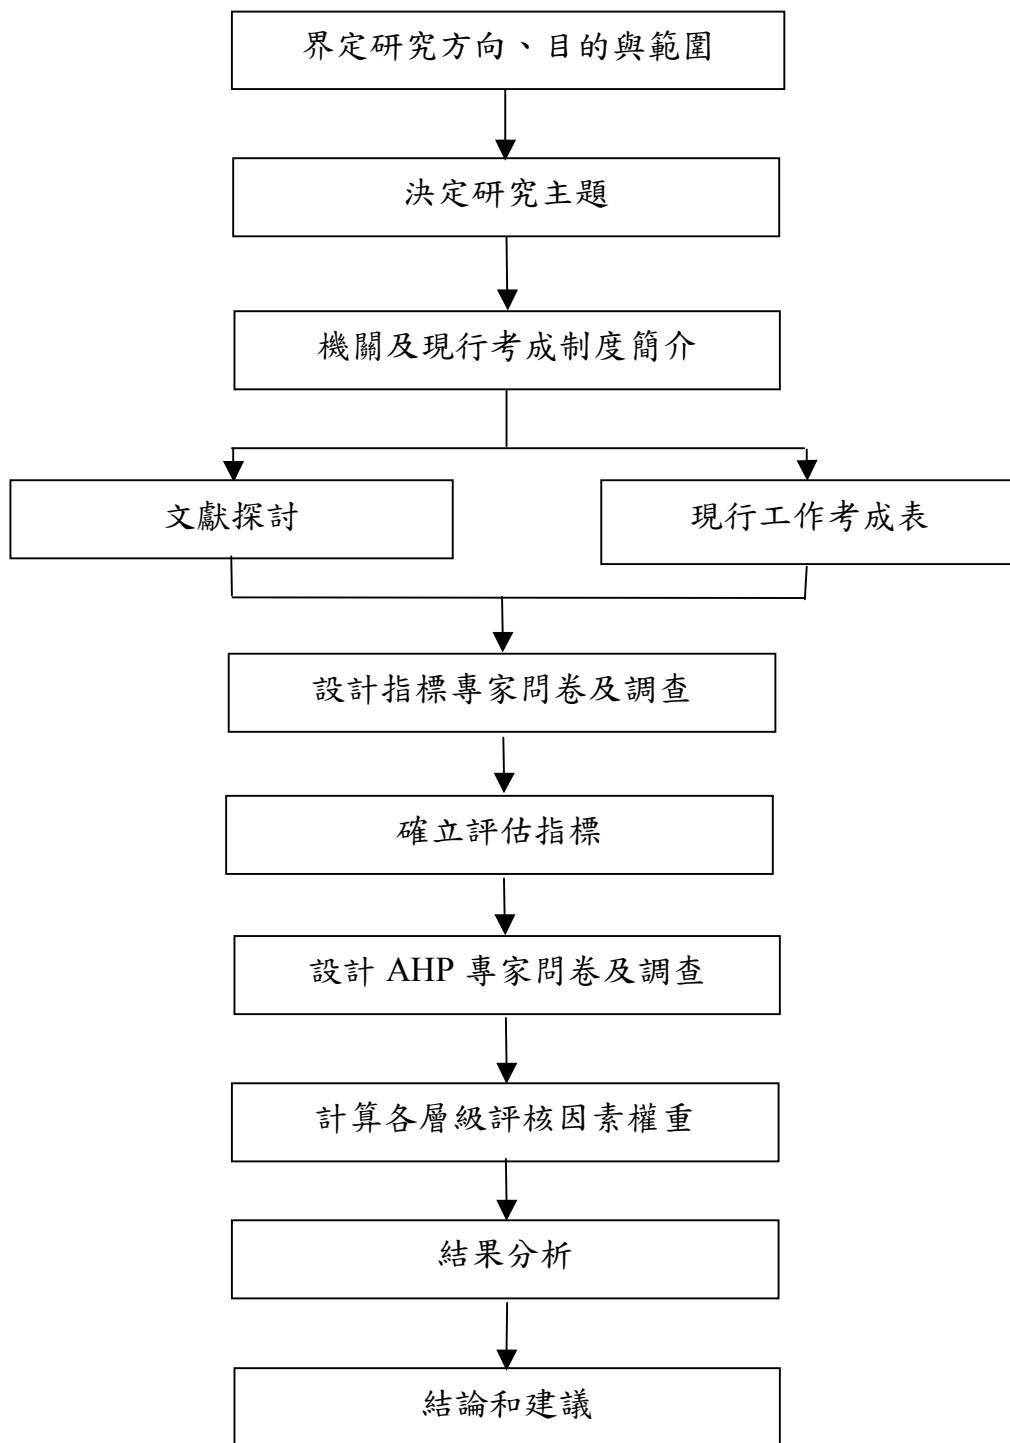 界定研究方向、目的與範圍
決定研究主題
機關及現行考成制度簡介
文獻探討
現行工作考成表
設計指標專家問卷及調查
確立評估指標
設計 AHP 專家問卷及調查
計算各層級評核因素權重
結果分析
結論和建議